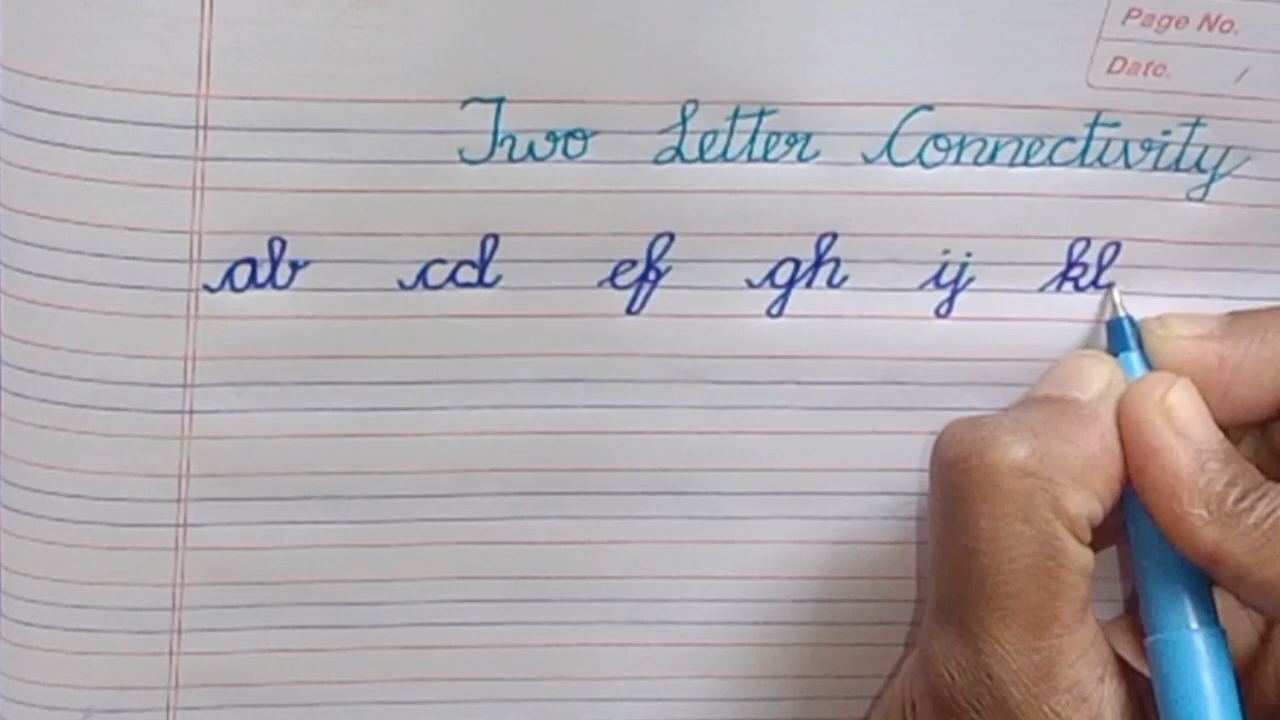 Page No.
Date. /
Two Letter Connectivity
ab cd ef gh ij kl